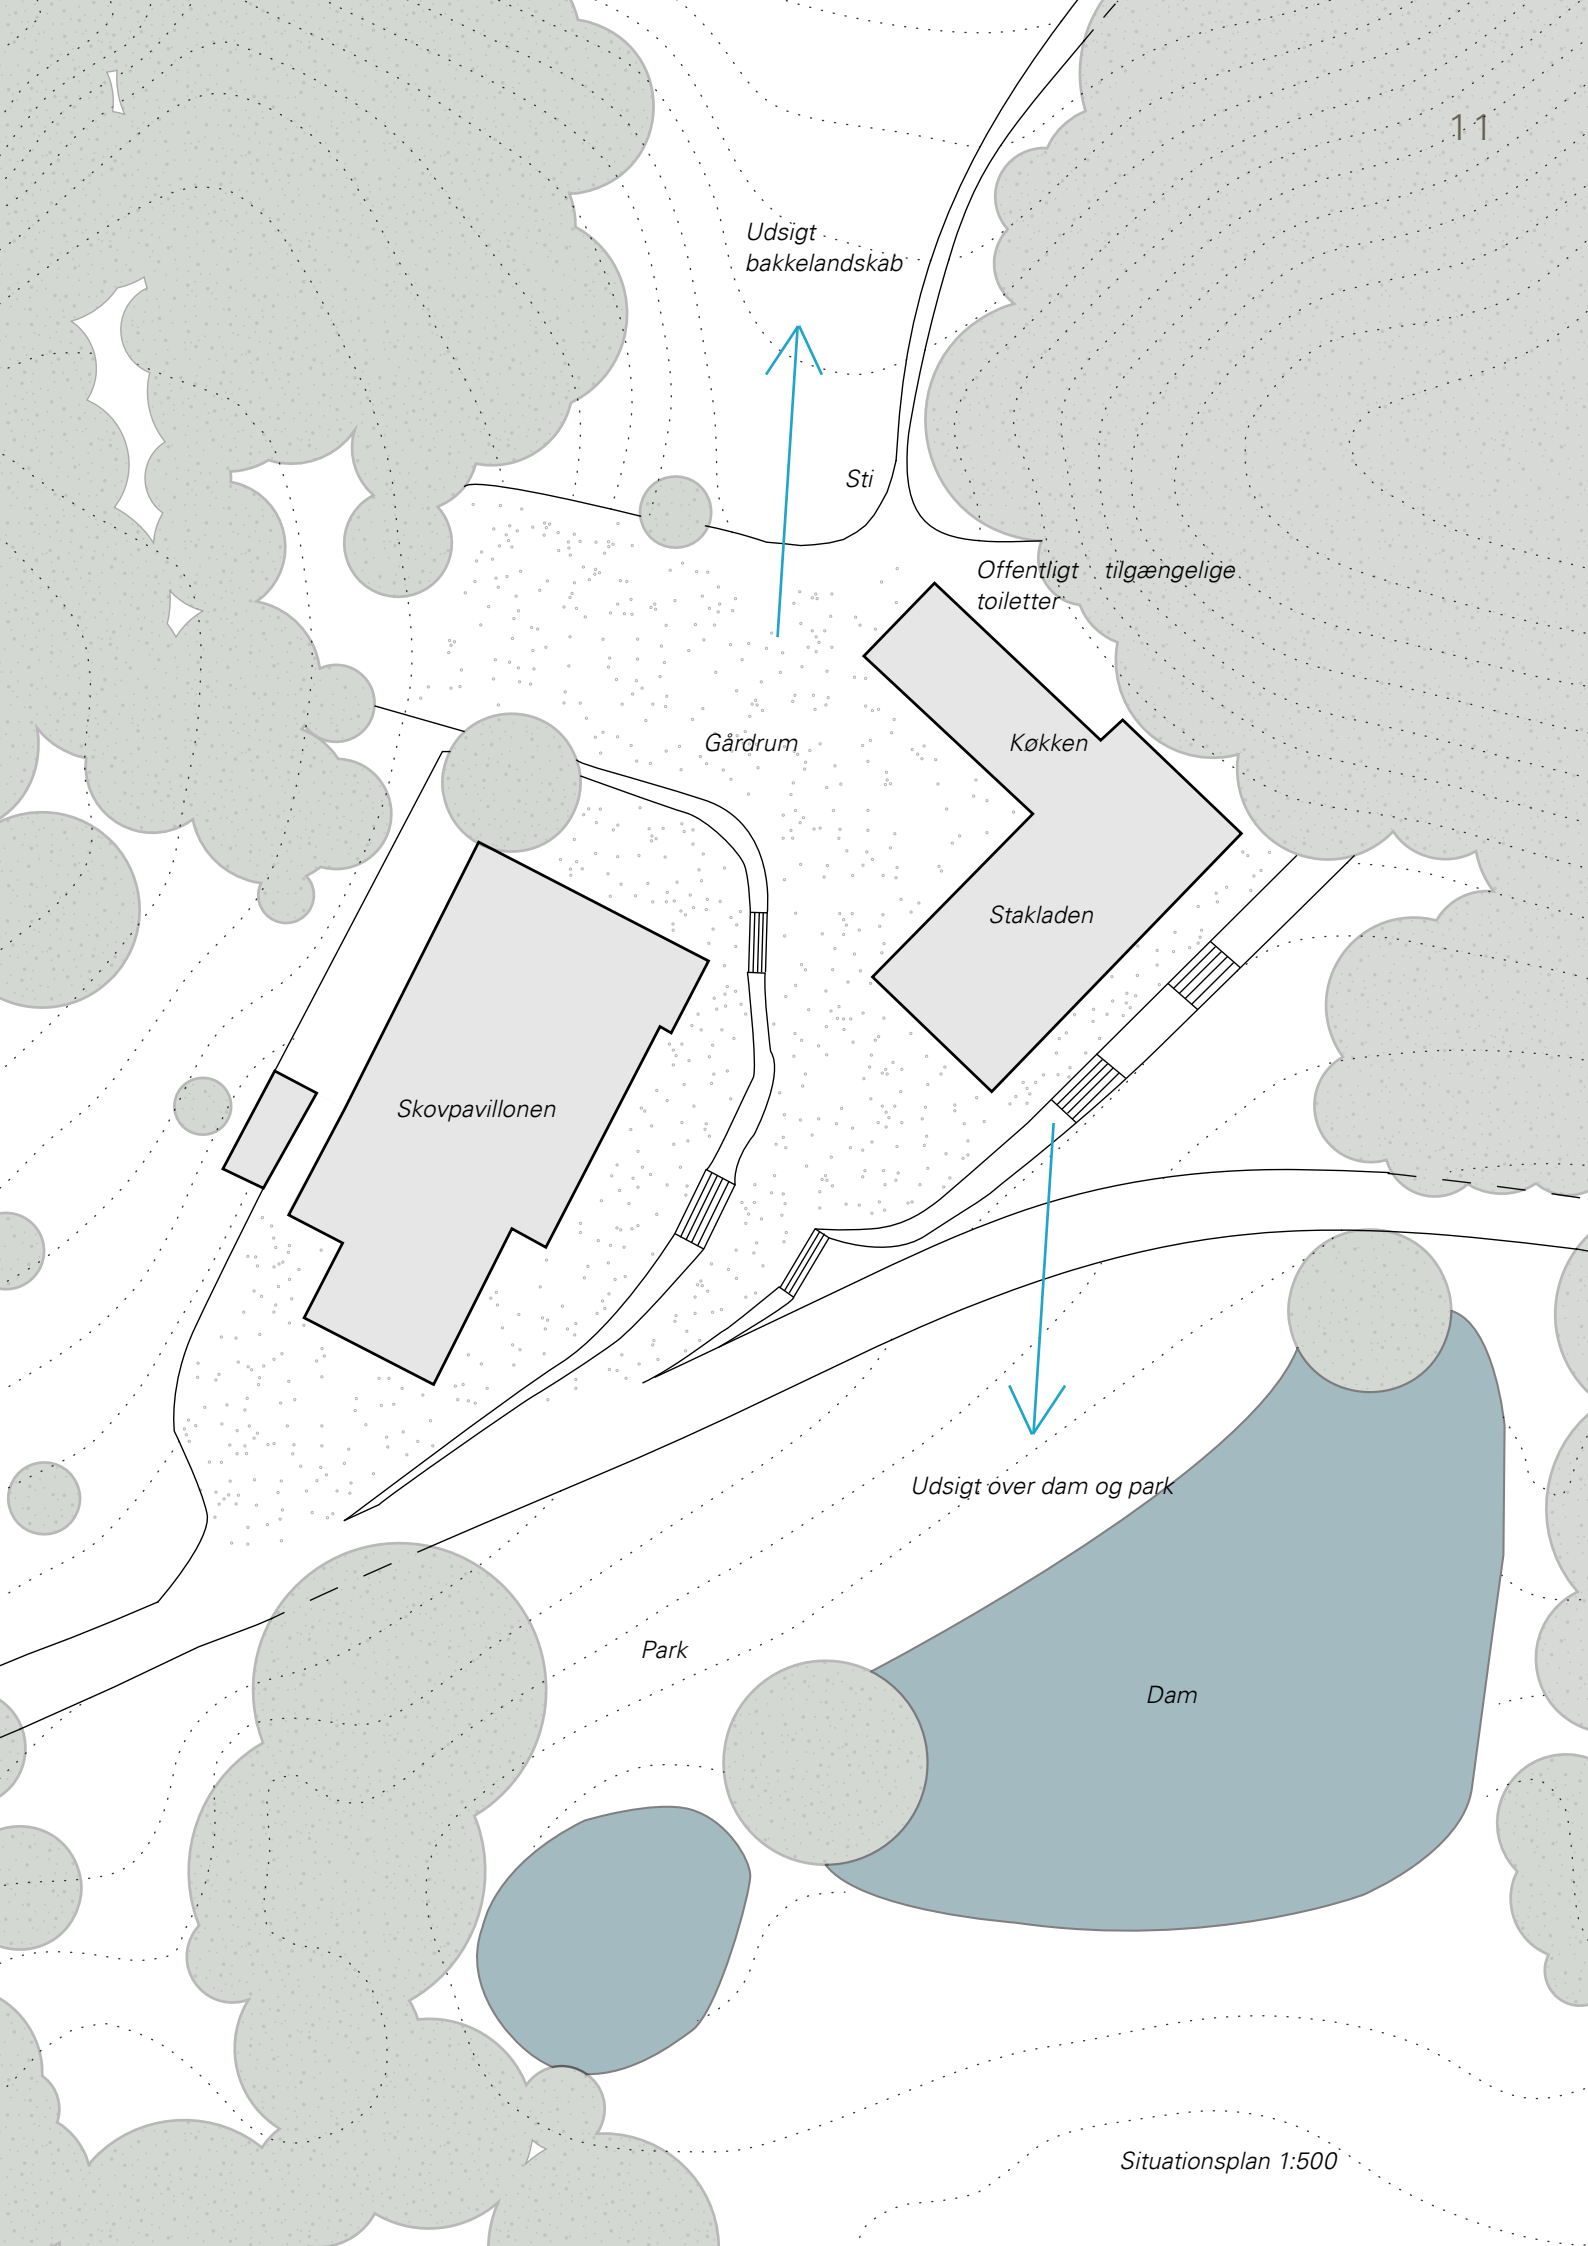 11
Udsigt
bakkelandskab
Sti
Offentligt tilgængelige
toiletter
Gårdrum
Køkken
Stakladen
Skovpavillonen
Udsigt over dam og park
Park
Dam
Situationsplan 1:500